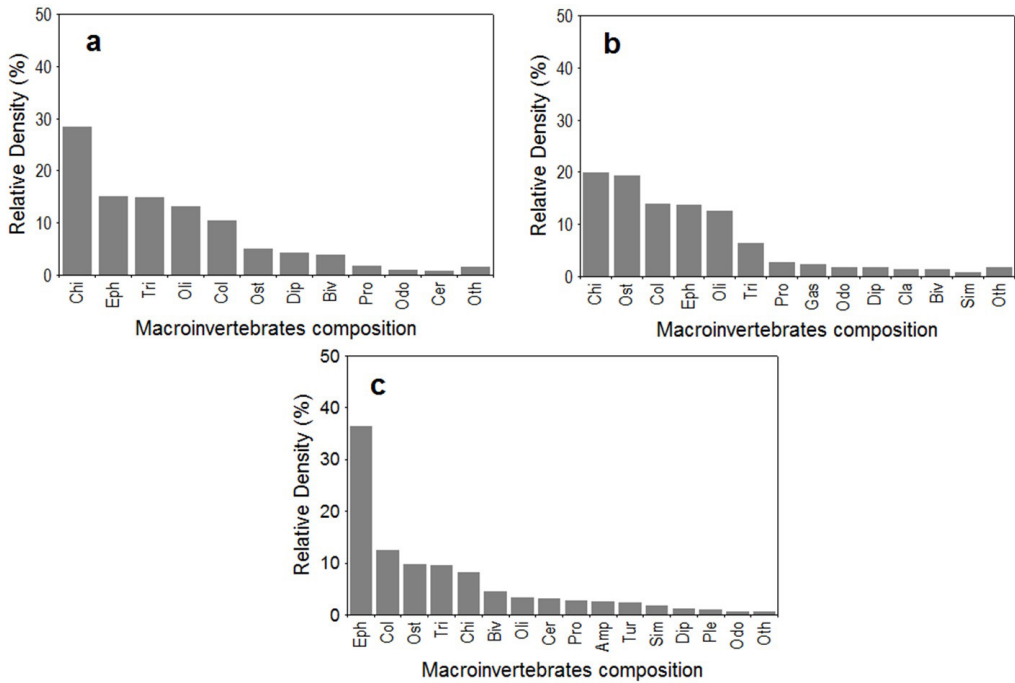 a
50
40
30
20
10
0
Relative Density (%)
Chi Eph Tri Oli Col Ost Dip Biv Pro Odo Cer Oth
Macroinvertebrates composition
b
50
40
30
20
10
0
Relative Density (%)
Chi Ost Col Eph Oli Tri Pro Gas Odo Dip Cla Biv Sim Oth
Macroinvertebrates composition
c
50
40
30
20
10
0
Relative Density (%)
Eph Col Ost Tri Chi Biv Oli Cer Pro Amp Tur Sim Dip Ple Odo Oth
Macroinvertebrates composition